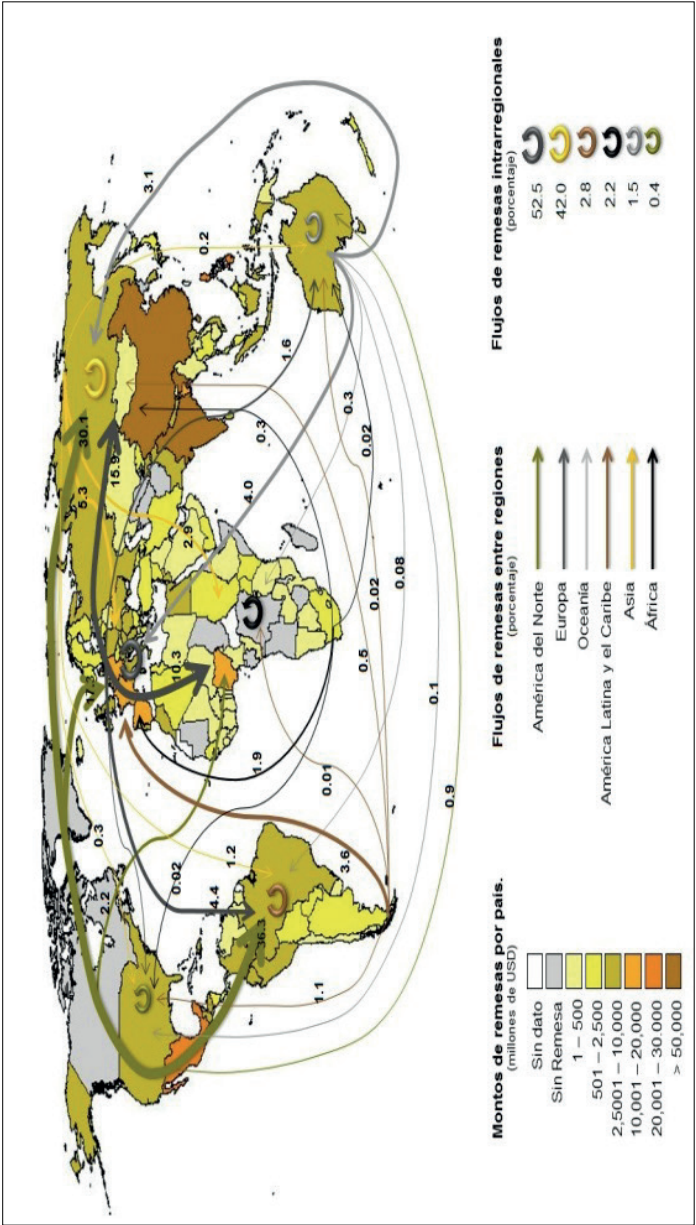 0.3
2.2
0.02
1.2
4.4
36.3
3.6
1.1
5.3
30.1
15.9
3.1
0.2
2.9
10.3
4.0
0.3
1.6
0.3
0.02
1.9
0.01
0.02
0.08
0.5
0.1
0.9
Montos de remesas por país.
(millones de USD)
Sin dato
Sin Remesa
1 – 500
501 – 2,500
2,5001 – 10,000
10,001 – 20,000
20,001 – 30.000
> 50,000
Flujos de remesas entre regiones
(porcentaje)
América del Norte
Europa
Oceanía
América Latina y el Caribe
Asia
África
Flujos de remesas intrarregionales
(porcentaje)
52.5
42.0
2.8
2.2
1.5
0.4